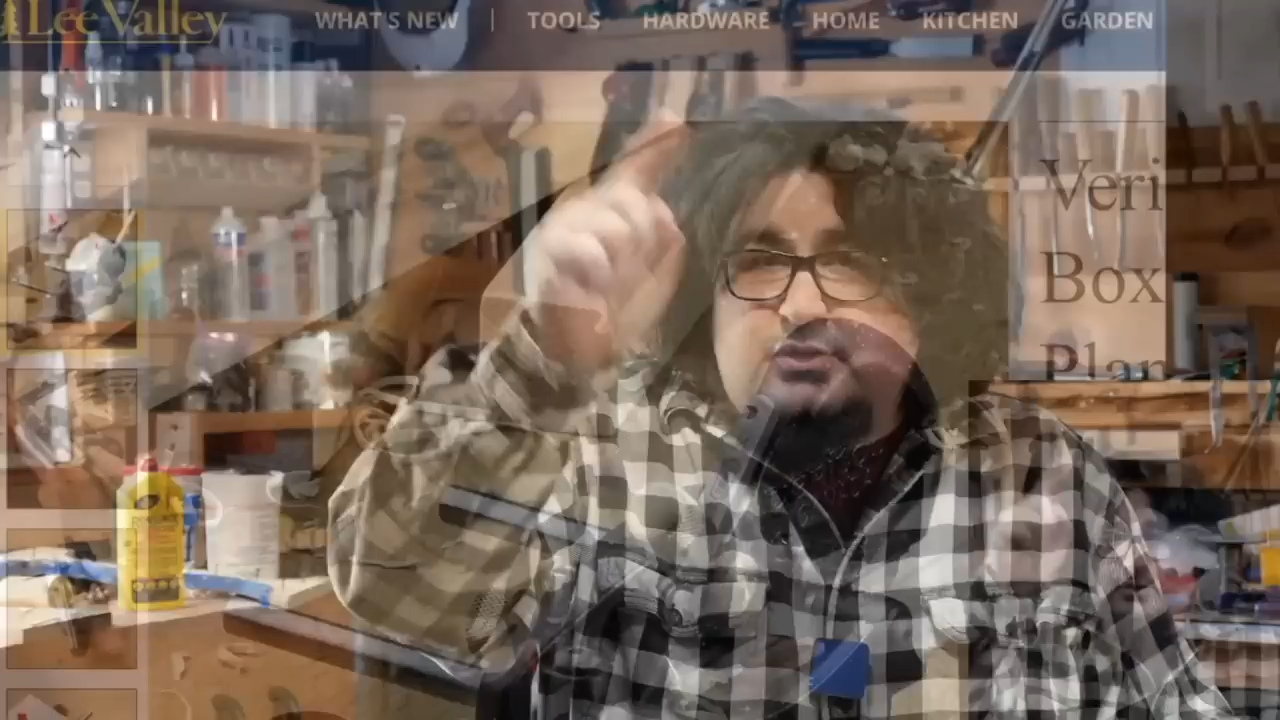 Lee Valley WHAT'S NEW | TOOLS HARDWARE HOME KITCHEN GARDEN
Veri
Box
Plan